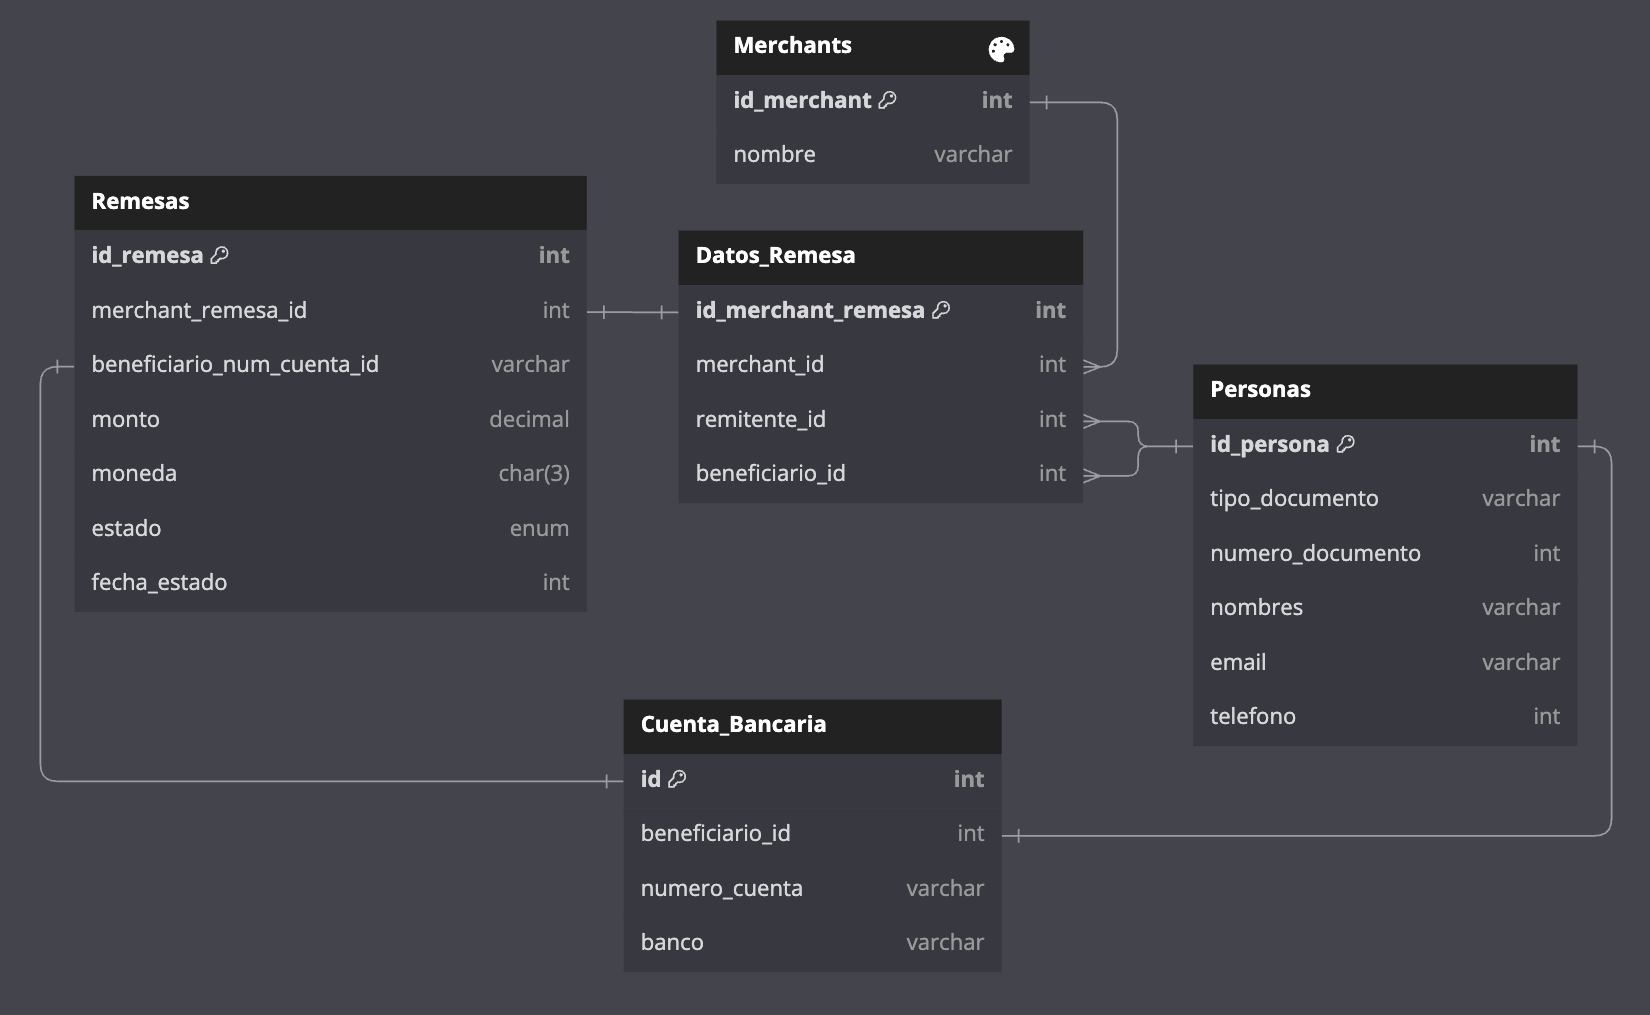 Merchants
id_merchant int
nombre varchar
Remesas
id_remesa int
merchant_remesa_id int
beneficiario_num_cuenta_id varchar
monto decimal
moneda char(3)
estado enum
fecha_estado int
Datos_Remesa
id_merchant_remesa int
merchant_id int
remitente_id int
beneficiario_id int
Personas
id_persona int
tipo_documento varchar
numero_documento int
nombres varchar
email varchar
telefono int
Cuenta_Bancaria
id int
beneficiario_id int
numero_cuenta varchar
banco varchar